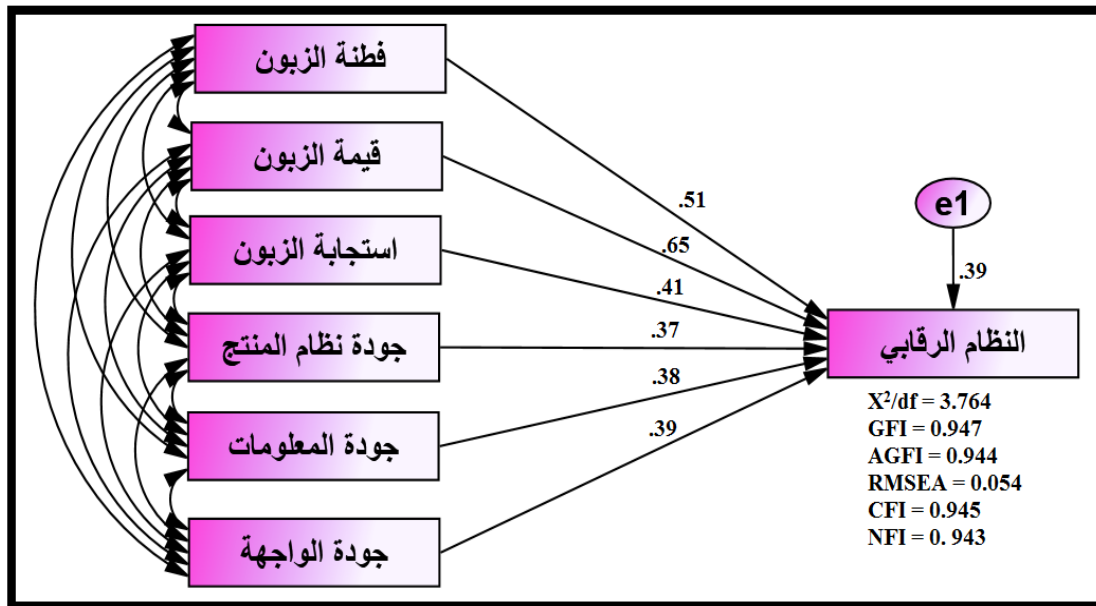 فطنة الزبون
قيمة الزبون
استجابة الزبون
جودة نظام المنتج
جودة المعلومات
جودة الواجهة
.51
.65
.41
.37
.38
.39
e1
.39
النظام الرقابي
X²/df = 3.764
GFI = 0.947
AGFI = 0.944
RMSEA = 0.054
CFI = 0.945
NFI = 0. 943